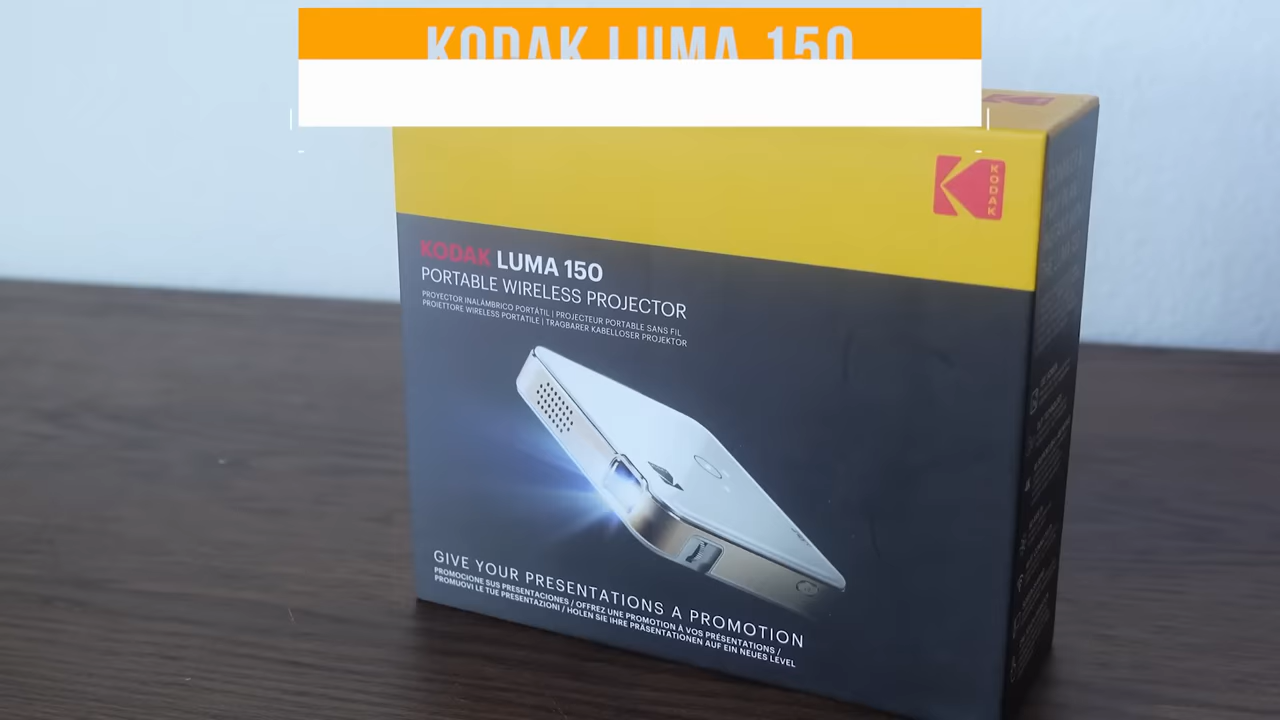 KODAK LUMA 150
KODAK
KODAK LUMA 150
PORTABLE WIRELESS PROJECTOR
PROYECTOR INALÁMBRICO PORTÁTIL | PROJECTEUR PORTABLE SANS FIL
PROIETTORE WIRELESS PORTATILE | TRAGBARER KABELLOSER PROJEKTOR
GIVE YOUR PRESENTATIONS A PROMOTION
PROMOCIONE SUS PRESENTACIONES / OFFREZ UNE PROMOTION À VOS PRÉSENTATIONS /
PROMUOVI LE TUE PRESENTAZIONI / HOLEN SIE IHRE PRÄSENTATIONEN AUF EIN NEUES LEVEL